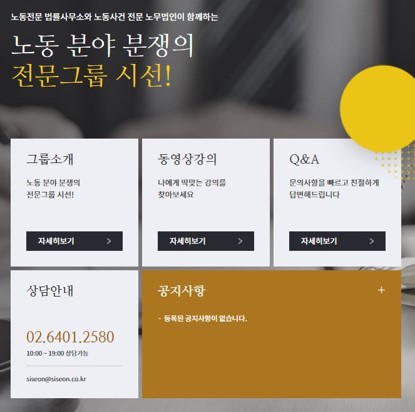 노동전문 법률사무소와 노동사건 전문 노무법인이 함께하는
노동 분야 분쟁의
전문그룹 시선!
그룹소개
노동 분야 분쟁의
전문그룹 시선!
자세히보기 >
동영상강의
나에게 딱맞는 강의를
찾아보세요
자세히보기 >
Q&A
문의사항을 빠르고 친절하게
답변해드립니다
자세히보기 >
상담안내
02.6401.2580
10:00 ~ 19:00 상담가능
siseon@siseon.co.kr
공지사항 +
- 등록된 공지사항이 없습니다.